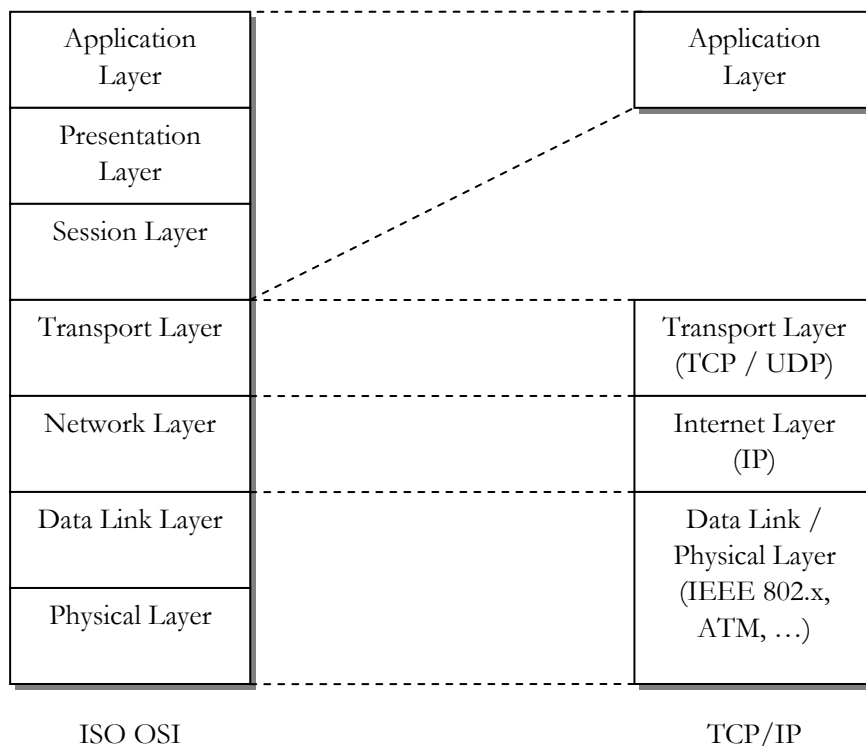 Application
Layer
Presentation
Layer
Session Layer
Transport Layer
Network Layer
Data Link Layer
Physical Layer
ISO OSI
Application
Layer
Transport Layer
(TCP / UDP)
Internet Layer
(IP)
Data Link /
Physical Layer
(IEEE 802.x,
ATM, …)
TCP/IP